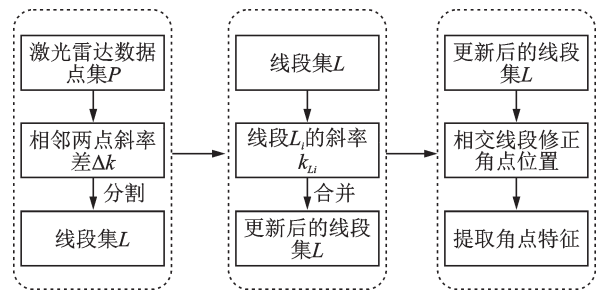 激光雷达数据
点集P
相邻两点斜率
差Δk
分割
线段集L
线段集L
线段Li的斜率
kLi
合并
更新后的线段
集L
更新后的线段
集L
相交线段修正
角点位置
提取角点特征